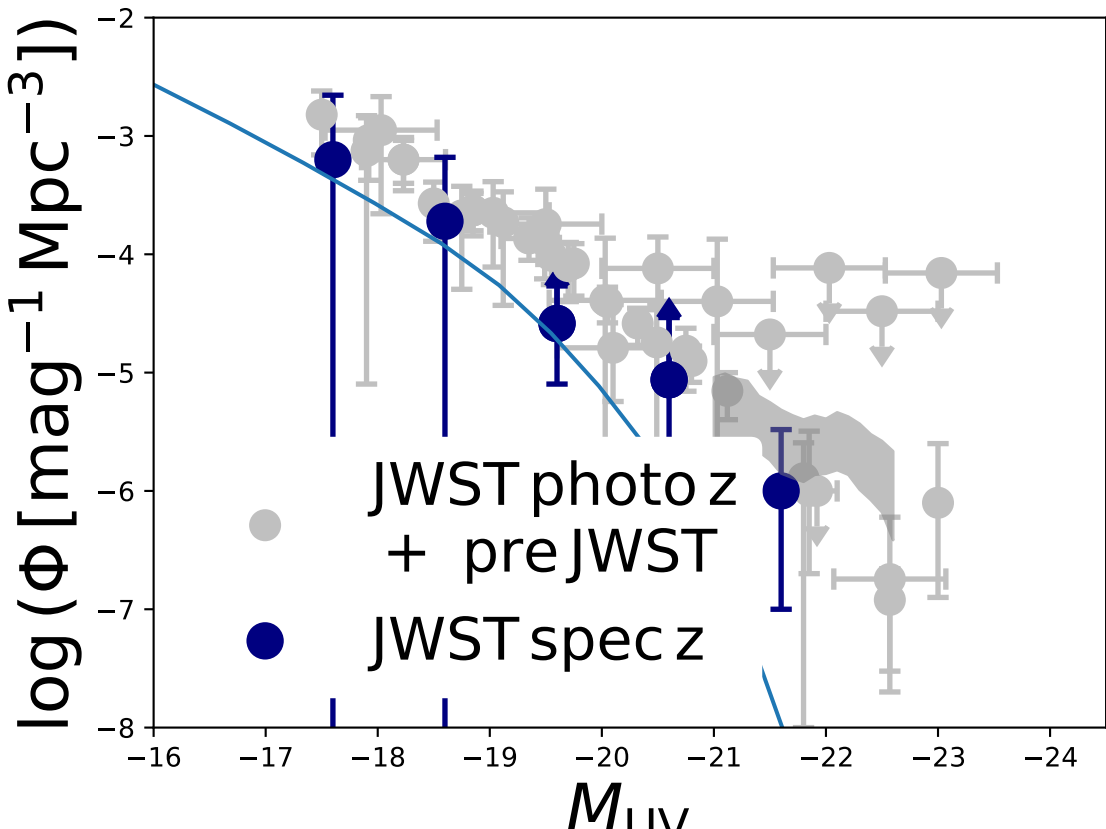 log (Φ [mag⁻¹ Mpc⁻³])
−2
−3
−4
−5
−6
−7
−8
JWST photo z
+ pre JWST
JWST spec z
−16 −17 −18 −19 −20 −21 −22 −23 −24
M_UV